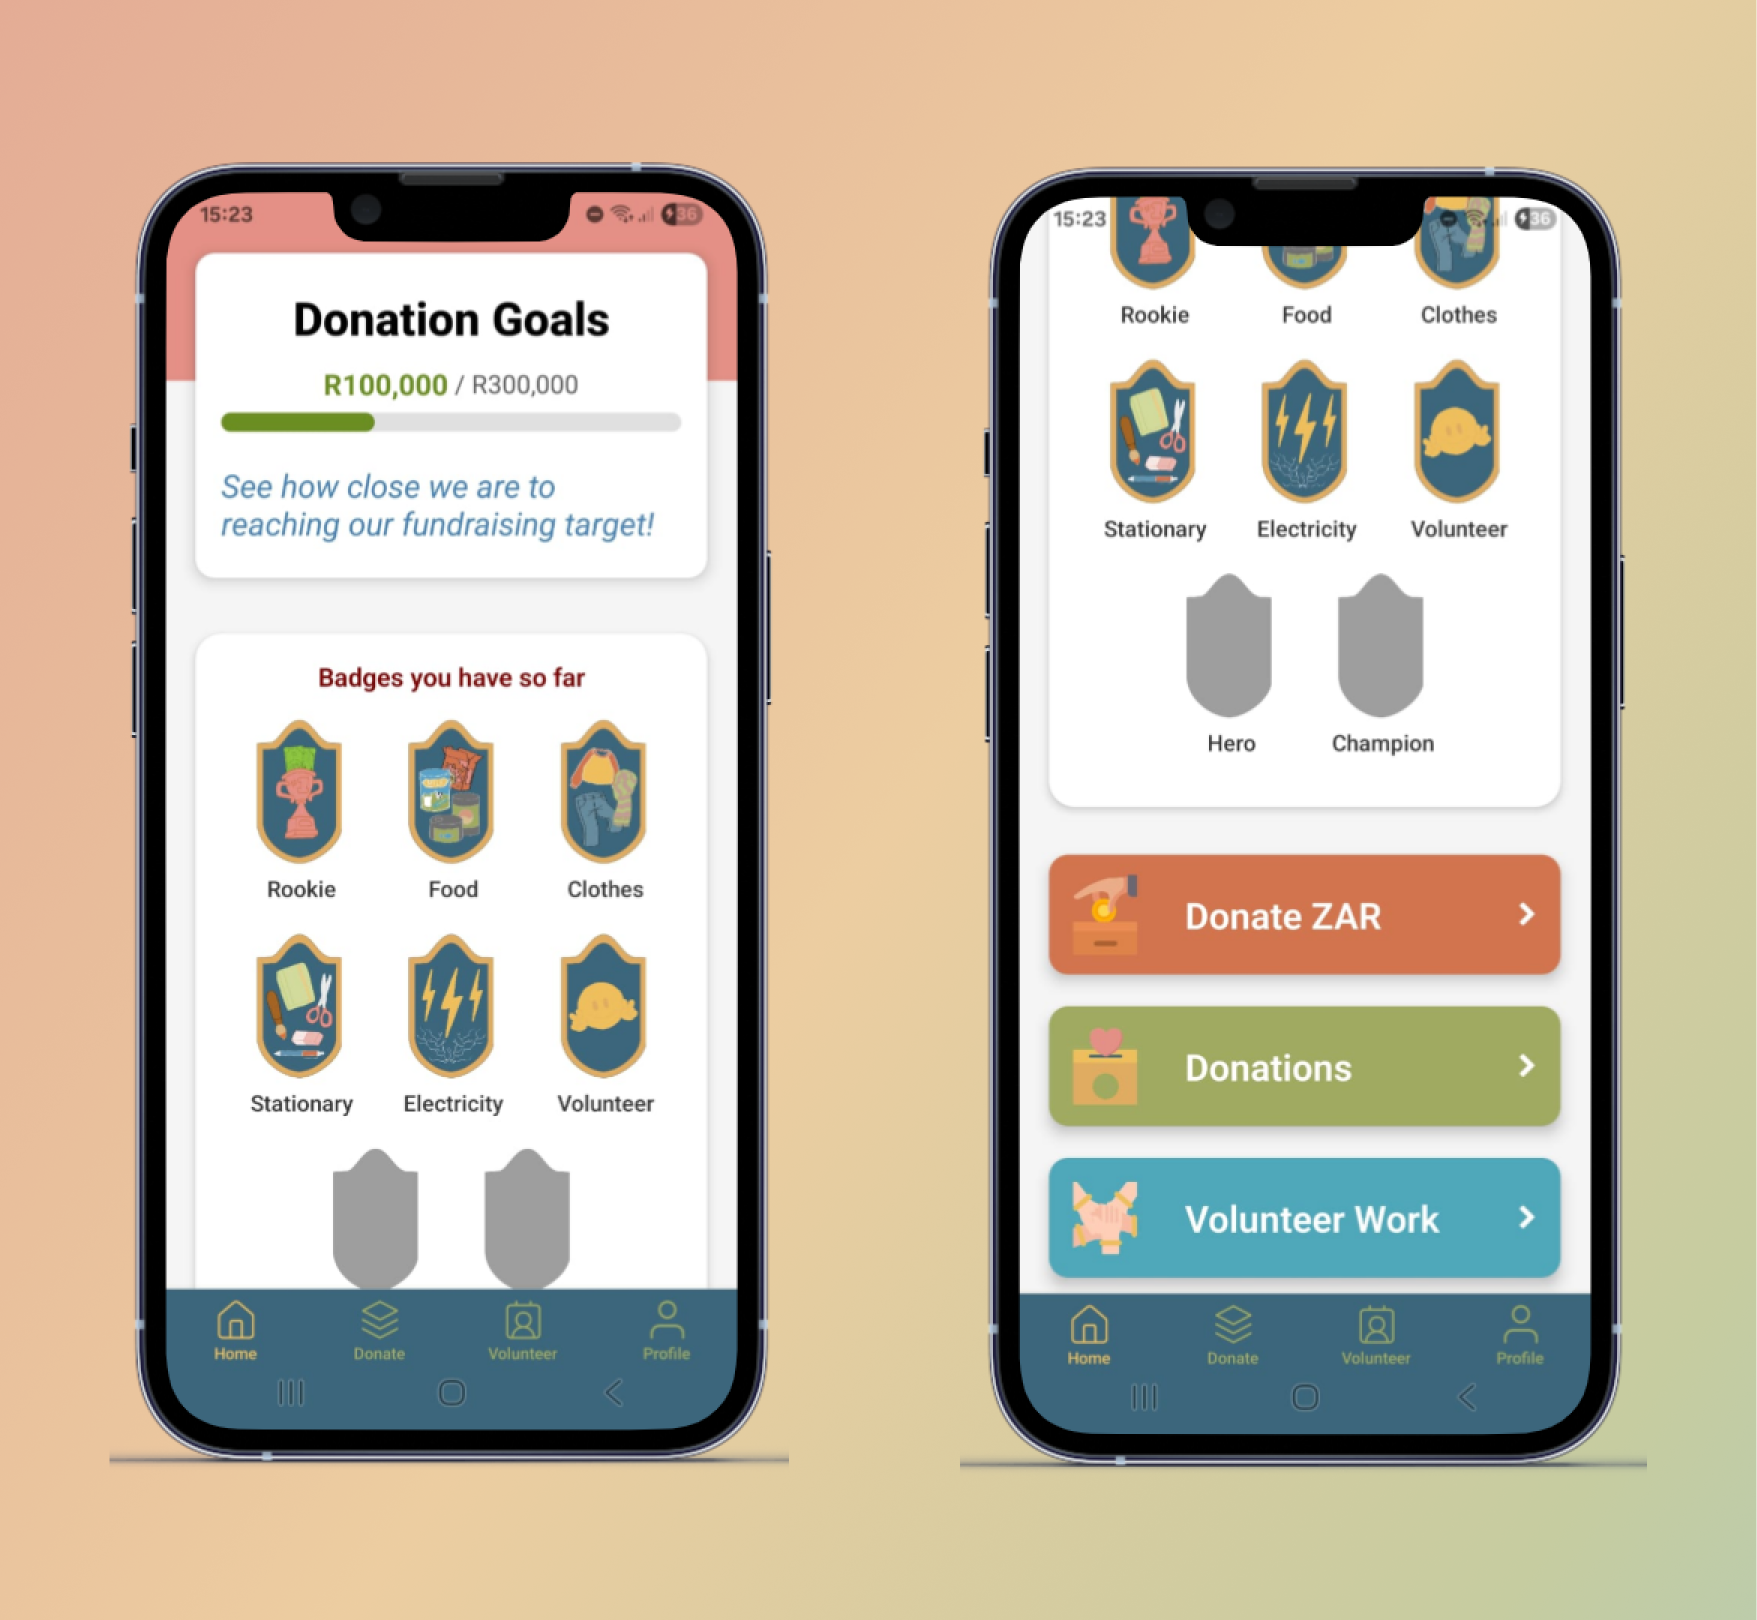 15:23
36
Donation Goals
R100,000 / R300,000
See how close we are to
reaching our fundraising target!
Badges you have so far
Rookie Food Clothes
Stationary Electricity Volunteer
Home Donate Volunteer Profile
15:23
36
Rookie Food Clothes
Stationary Electricity Volunteer
Hero Champion
Donate ZAR
Donations
Volunteer Work
Home Donate Volunteer Profile